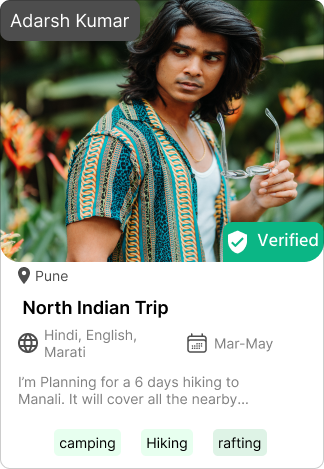 Adarsh Kumar
Verified
Pune
North Indian Trip
Hindi, English,
Marati
Mar-May
I'm Planning for a 6 days hiking to
Manali. It will cover all the nearby...
camping
Hiking
rafting